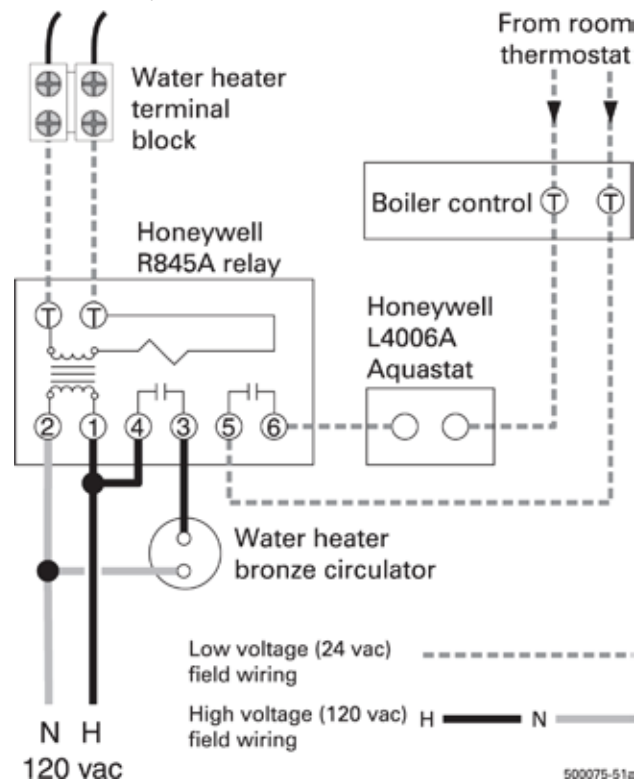 From room
thermostat
Water heater
terminal
block
Boiler control T T
Honeywell
R845A relay
T T
Honeywell
L4006A
Aquastat
2 1 4 3 5 6
Water heater
bronze circulator
Low voltage (24 vac)
field wiring
High voltage (120 vac) H N
field wiring
N H
120 vac
500075-51a